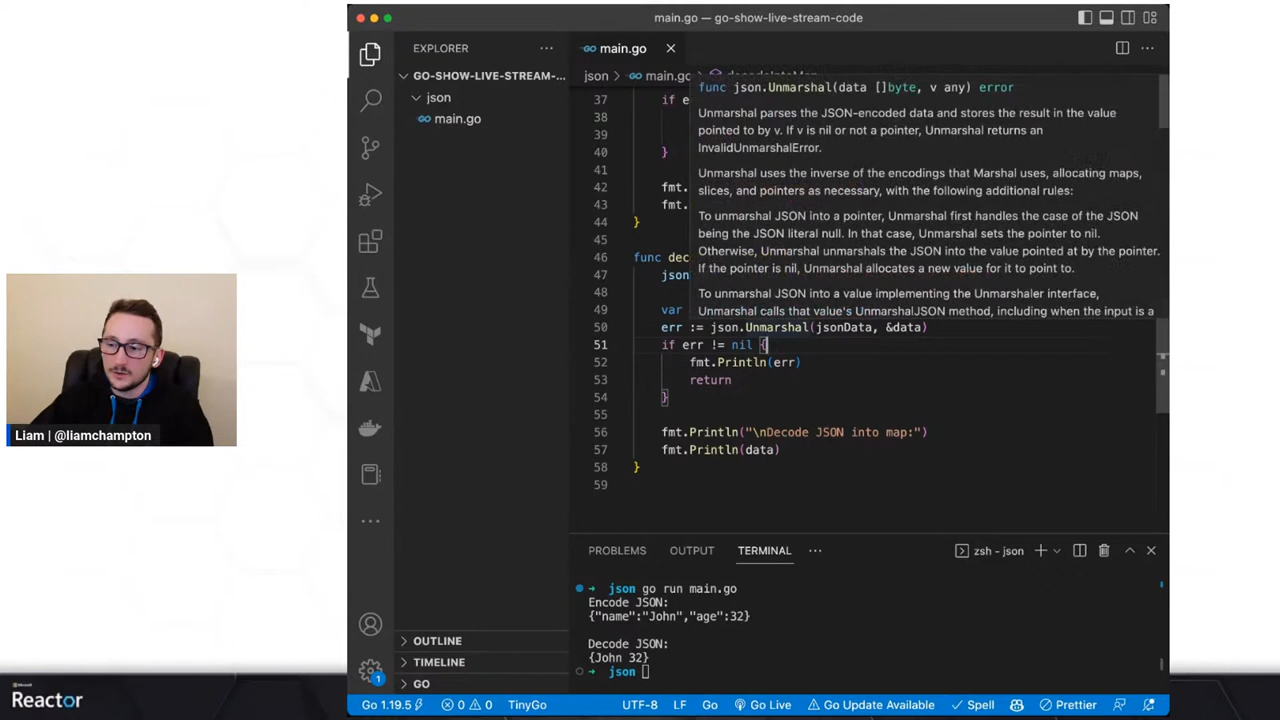 main.go — go-show-live-stream-code
EXPLORER
main.go
GO-SHOW-LIVE-STREAM-...
json
main.go
json > main.go
func json.Unmarshal(data []byte, v any) error
Unmarshal parses the JSON-encoded data and stores the result in the value
pointed to by v. If v is nil or not a pointer, Unmarshal returns an
InvalidUnmarshalError.
Unmarshal uses the inverse of the encodings that Marshal uses, allocating maps,
slices, and pointers as necessary, with the following additional rules:
To unmarshal JSON into a pointer, Unmarshal first handles the case of the JSON
being the JSON literal null. In that case, Unmarshal sets the pointer to nil.
Otherwise, Unmarshal unmarshals the JSON into the value pointed at by the pointer.
If the pointer is nil, Unmarshal allocates a new value for it to point to.
To unmarshal JSON into a value implementing the Unmarshaler interface,
Unmarshal calls that value's UnmarshalJSON method, including when the input is a
37 if e
38
39
40 }
41
42 fmt.
43 fmt.
44 }
45
46 func dec
47 json
48
49 var
50 err := json.Unmarshal(jsonData, &data)
51 if err != nil {
52 fmt.Println(err)
53 return
54 }
55
56 fmt.Println("\nDecode JSON into map:")
57 fmt.Println(data)
58 }
59
PROBLEMS OUTPUT TERMINAL ... zsh - json
json go run main.go
Encode JSON:
{"name":"John","age":32}
Decode JSON:
{John 32}
json
OUTLINE
TIMELINE
GO
1
Go 1.19.5 0 0 TinyGo UTF-8 LF Go Go Live Go Update Available Spell Prettier
Liam | @liamchampton
Microsoft
Reactor